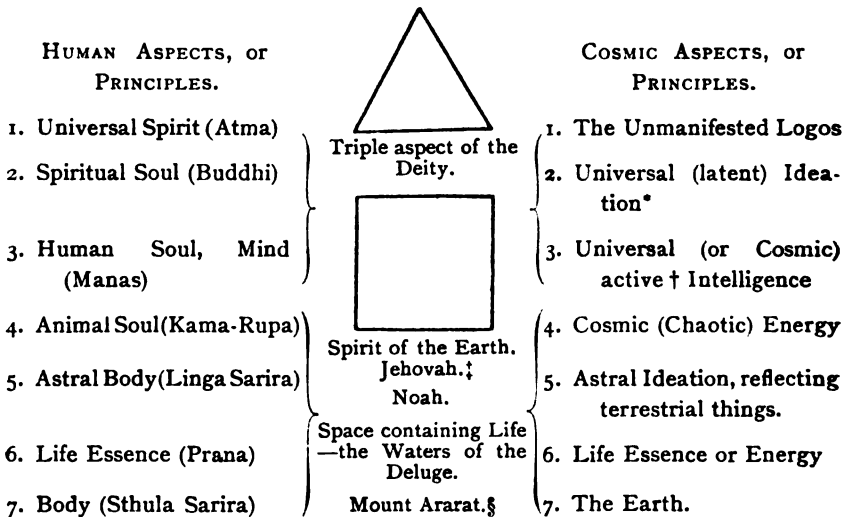 HUMAN ASPECTS, OR
PRINCIPLES.
1. Universal Spirit (Atma)
2. Spiritual Soul (Buddhi)
3. Human Soul, Mind
(Manas)
4. Animal Soul (Kama-Rupa)
5. Astral Body (Linga Sarira)
6. Life Essence (Prana)
7. Body (Sthula Sarira)
Triple aspect of the
Deity.
Spirit of the Earth.
Jehovah.‡
Noah.
Space containing Life
—the Waters of the
Deluge.
Mount Ararat.§
COSMIC ASPECTS, OR
PRINCIPLES.
1. The Unmanifested Logos
2. Universal (latent) Idea-
tion*
3. Universal (or Cosmic)
active † Intelligence
4. Cosmic (Chaotic) Energy
5. Astral Ideation, reflecting
terrestrial things.
6. Life Essence or Energy
7. The Earth.